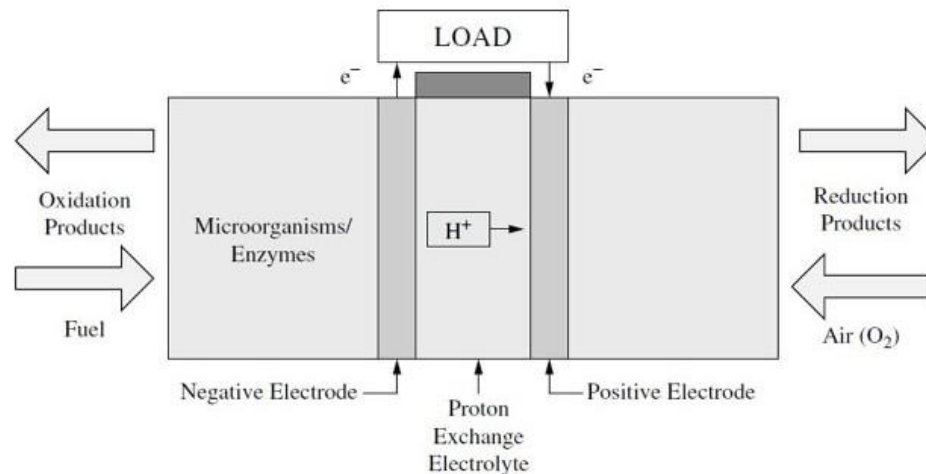 LOAD
e⁻
e⁻
Oxidation
Products
Microorganisms/
Enzymes
H⁺
Reduction
Products
Fuel
Air (O₂)
Negative Electrode
Positive Electrode
Proton
Exchange
Electrolyte